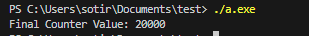 PS C:\Users\sotir\Documents\test> ./a.exe
Final Counter Value: 20000